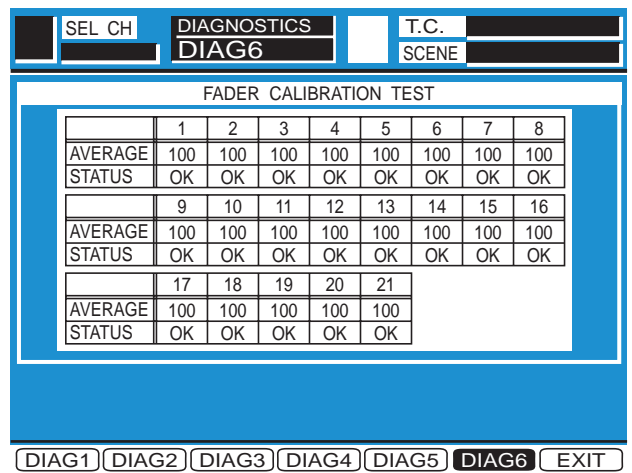 SEL CH DIAGNOSTICS T.C.
DIAG6 SCENE
FADER CALIBRATION TEST
1 2 3 4 5 6 7 8
AVERAGE 100 100 100 100 100 100 100 100
STATUS OK OK OK OK OK OK OK OK
9 10 11 12 13 14 15 16
AVERAGE 100 100 100 100 100 100 100 100
STATUS OK OK OK OK OK OK OK OK
17 18 19 20 21
AVERAGE 100 100 100 100 100
STATUS OK OK OK OK OK
DIAG1 DIAG2 DIAG3 DIAG4 DIAG5 DIAG6 EXIT